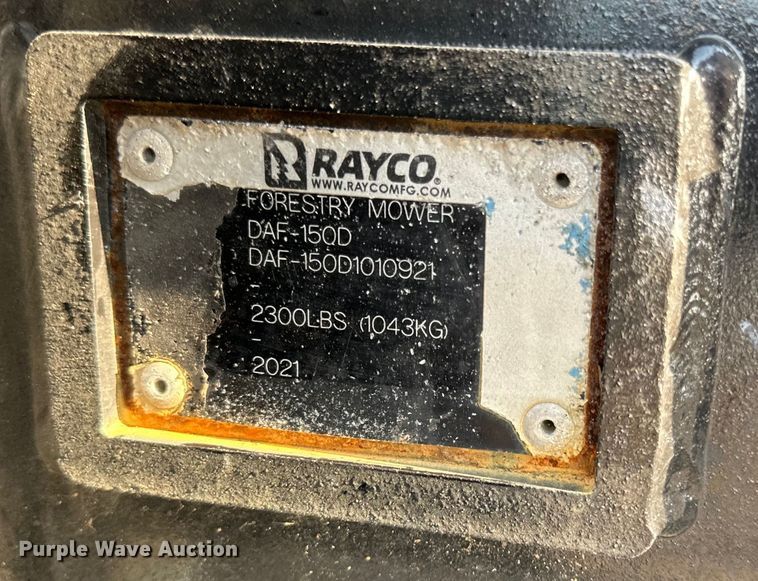 RAYCO®
WWW.RAYCOMFG.COM
FORESTRY MOWER
DAF-150D
DAF-150D1010921
-
2300LBS (1043KG)
-
2021
Purple Wave Auction